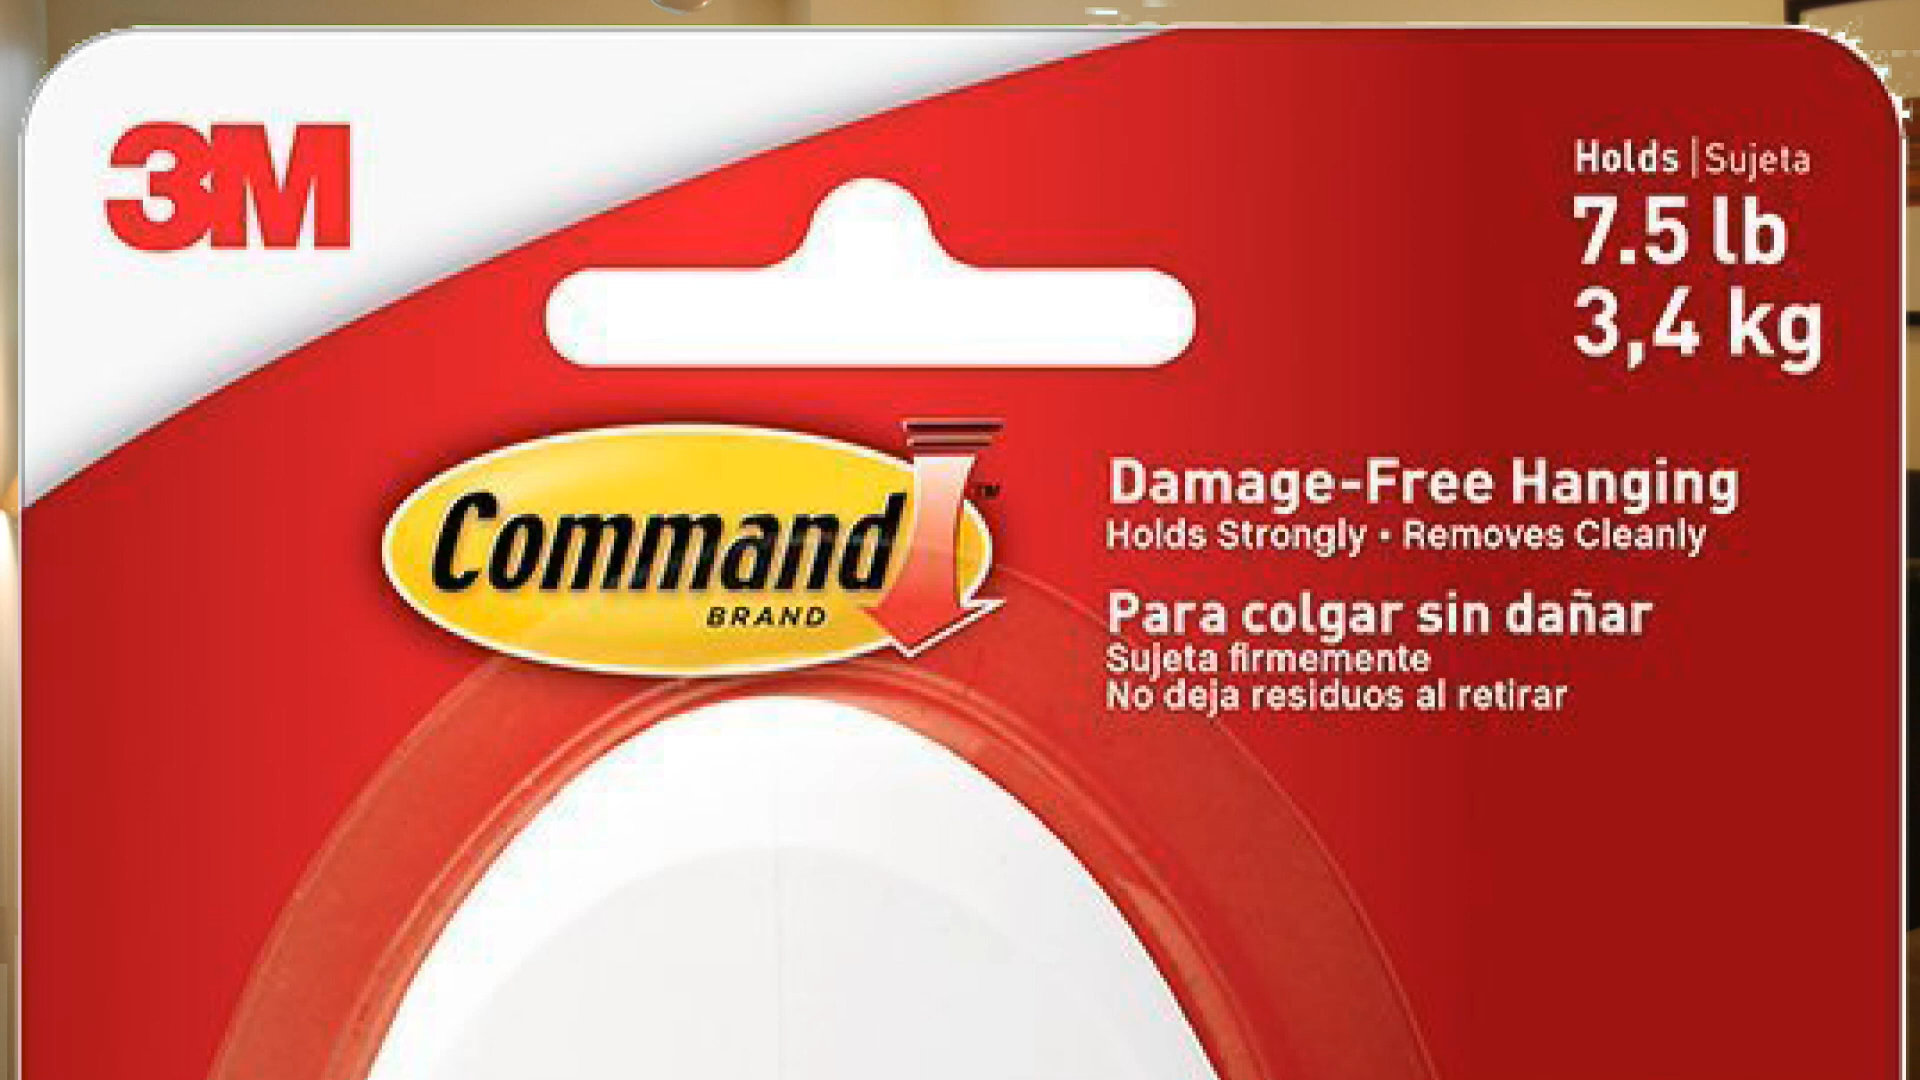 3M
Holds | Sujeta
7.5 lb
3,4 kg
Command™
BRAND
Damage-Free Hanging
Holds Strongly • Removes Cleanly
Para colgar sin dañar
Sujeta firmemente
No deja residuos al retirar